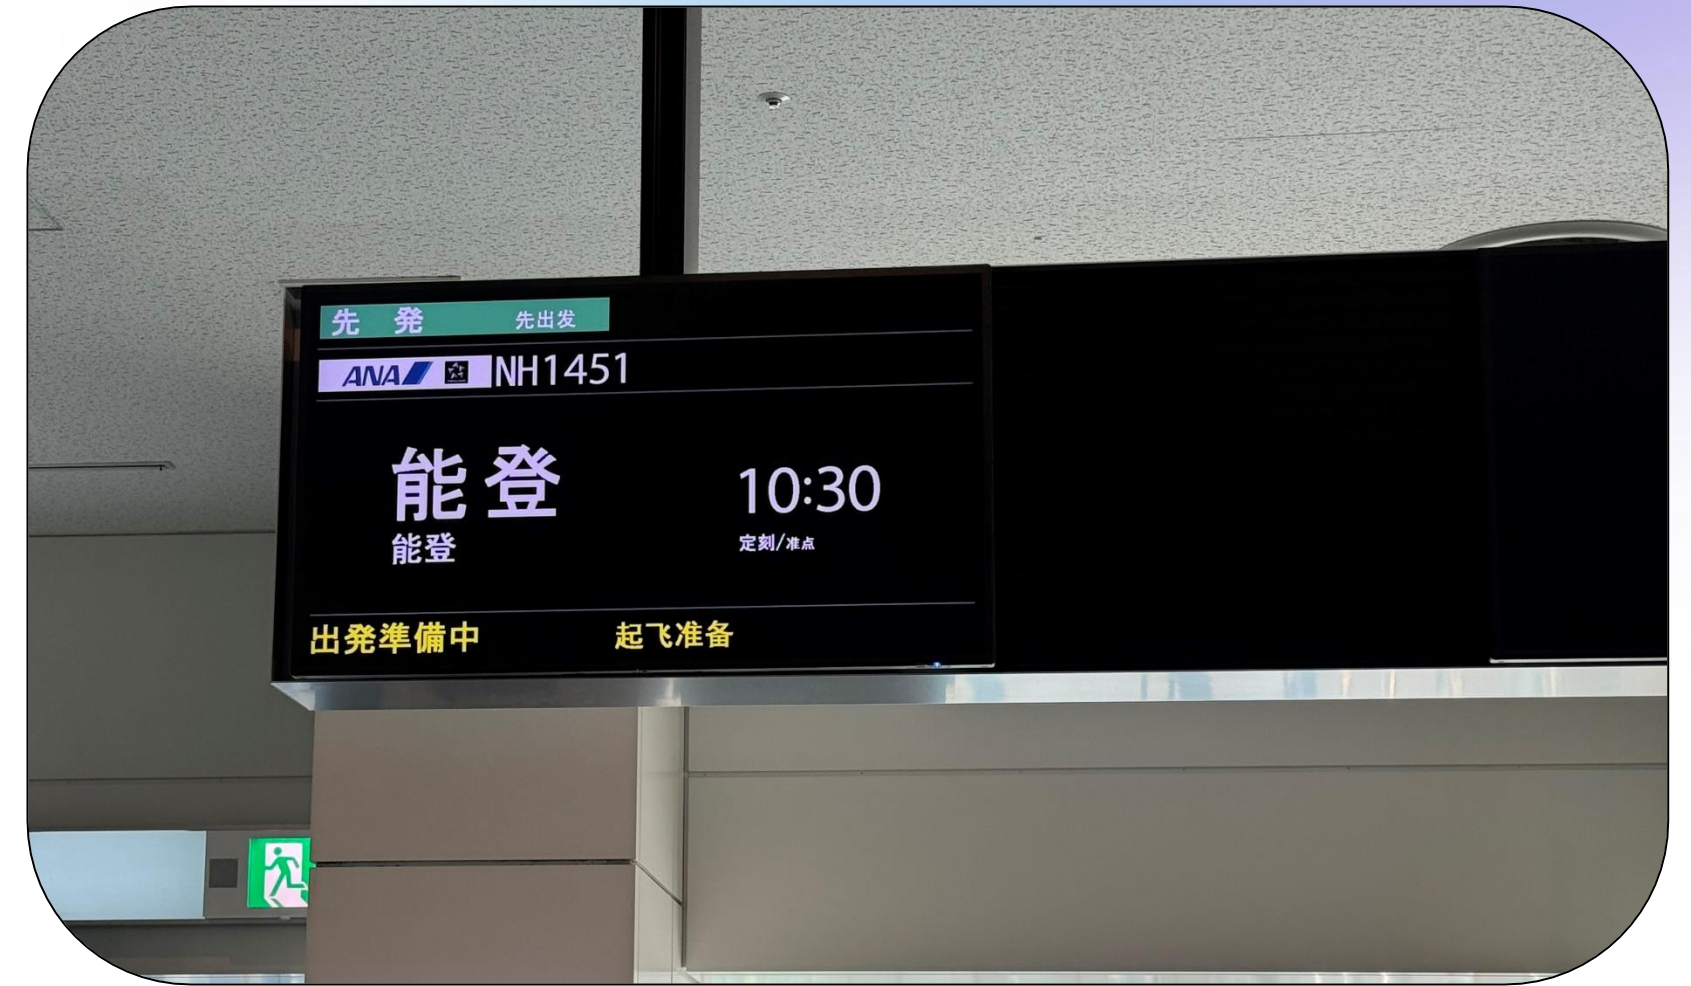 先 発 先出发
ANA NH1451
能登 10:30
能登 定刻/准点
出発準備中 起飞准备